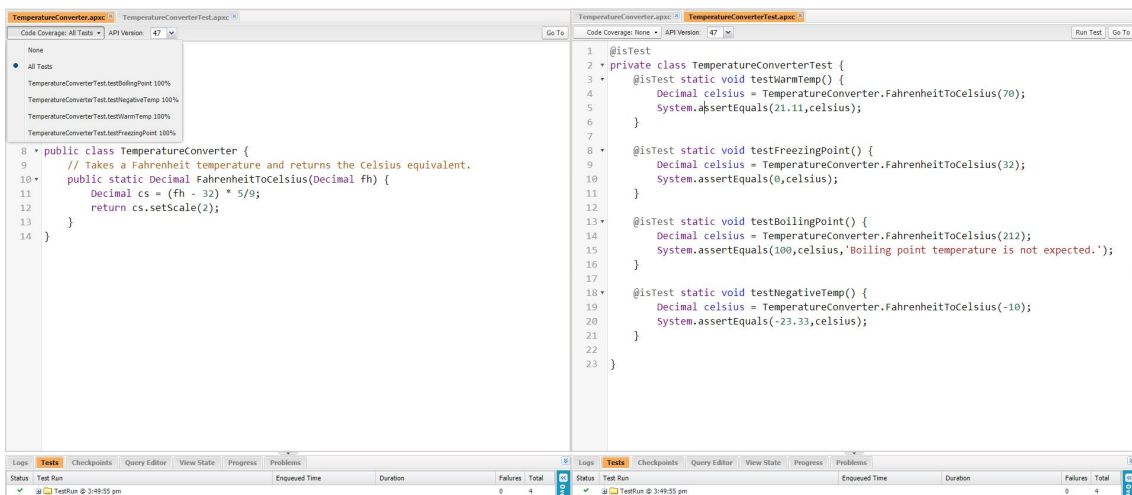 TemperatureConverter.apxc TemperatureConverterTest.apxc
Code Coverage: All Tests API Version: 47 Go To
None
All Tests
TemperatureConverterTest.testBoilingPoint 100%
TemperatureConverterTest.testNegativeTemp 100%
TemperatureConverterTest.testWarmTemp 100%
TemperatureConverterTest.testFreezingPoint 100%
8 public class TemperatureConverter {
9 // Takes a Fahrenheit temperature and returns the Celsius equivalent.
10 public static Decimal FahrenheitToCelsius(Decimal fh) {
11 Decimal cs = (fh - 32) * 5/9;
12 return cs.setScale(2);
13 }
14 }
Logs Tests Checkpoints Query Editor View State Progress Problems
Status Test Run Enqueued Time Duration Failures Total
TestRun @ 3:49:55 pm 0 4
TemperatureConverter.apxc TemperatureConverterTest.apxc
Code Coverage: None API Version: 47 Run Test Go To
1 @isTest
2 private class TemperatureConverterTest {
3 @isTest static void testWarmTemp() {
4 Decimal celsius = TemperatureConverter.FahrenheitToCelsius(70);
5 System.assertEquals(21.11,celsius);
6 }
7
8 @isTest static void testFreezingPoint() {
9 Decimal celsius = TemperatureConverter.FahrenheitToCelsius(32);
10 System.assertEquals(0,celsius);
11 }
12
13 @isTest static void testBoilingPoint() {
14 Decimal celsius = TemperatureConverter.FahrenheitToCelsius(212);
15 System.assertEquals(100,celsius,'Boiling point temperature is not expected.');
16 }
17
18 @isTest static void testNegativeTemp() {
19 Decimal celsius = TemperatureConverter.FahrenheitToCelsius(-10);
20 System.assertEquals(-23.33,celsius);
21 }
22
23 }
Logs Tests Checkpoints Query Editor View State Progress Problems
Status Test Run Enqueued Time Duration Failures Total
TestRun @ 3:49:55 pm 0 4